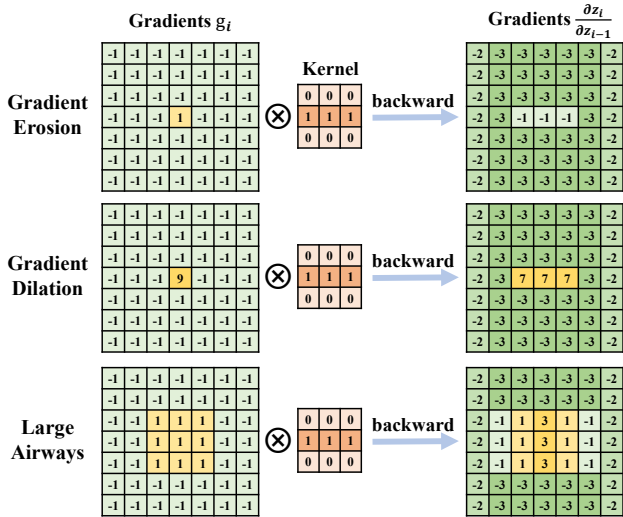 Gradients gᵢ
Gradients ∂zᵢ/∂zᵢ₋₁
Gradient
Erosion
-1 -1 -1 -1 -1 -1 -1
-1 -1 -1 -1 -1 -1 -1
-1 -1 -1 -1 -1 -1 -1
-1 -1 -1 1 -1 -1 -1
-1 -1 -1 -1 -1 -1 -1
-1 -1 -1 -1 -1 -1 -1
-1 -1 -1 -1 -1 -1 -1
⊗
Kernel
0 0 0
1 1 1
0 0 0
backward
-2 -3 -3 -3 -3 -3 -2
-2 -3 -3 -3 -3 -3 -2
-2 -3 -3 -3 -3 -3 -2
-2 -3 -1 -1 -1 -3 -2
-2 -3 -3 -3 -3 -3 -2
-2 -3 -3 -3 -3 -3 -2
-2 -3 -3 -3 -3 -3 -2
Gradient
Dilation
-1 -1 -1 -1 -1 -1 -1
-1 -1 -1 -1 -1 -1 -1
-1 -1 -1 -1 -1 -1 -1
-1 -1 -1 9 -1 -1 -1
-1 -1 -1 -1 -1 -1 -1
-1 -1 -1 -1 -1 -1 -1
-1 -1 -1 -1 -1 -1 -1
⊗
0 0 0
1 1 1
0 0 0
backward
-2 -3 -3 -3 -3 -3 -2
-2 -3 -3 -3 -3 -3 -2
-2 -3 -3 -3 -3 -3 -2
-2 -3 7 7 7 -3 -2
-2 -3 -3 -3 -3 -3 -2
-2 -3 -3 -3 -3 -3 -2
-2 -3 -3 -3 -3 -3 -2
Large
Airways
-1 -1 -1 -1 -1 -1 -1
-1 -1 -1 -1 -1 -1 -1
-1 -1 1 1 1 -1 -1
-1 -1 1 1 1 -1 -1
-1 -1 1 1 1 -1 -1
-1 -1 -1 -1 -1 -1 -1
-1 -1 -1 -1 -1 -1 -1
⊗
0 0 0
1 1 1
0 0 0
backward
-2 -3 -3 -3 -3 -3 -2
-2 -3 -3 -3 -3 -3 -2
-2 -1 1 3 1 -1 -2
-2 -1 1 3 1 -1 -2
-2 -1 1 3 1 -1 -2
-2 -3 -3 -3 -3 -3 -2
-2 -3 -3 -3 -3 -3 -2